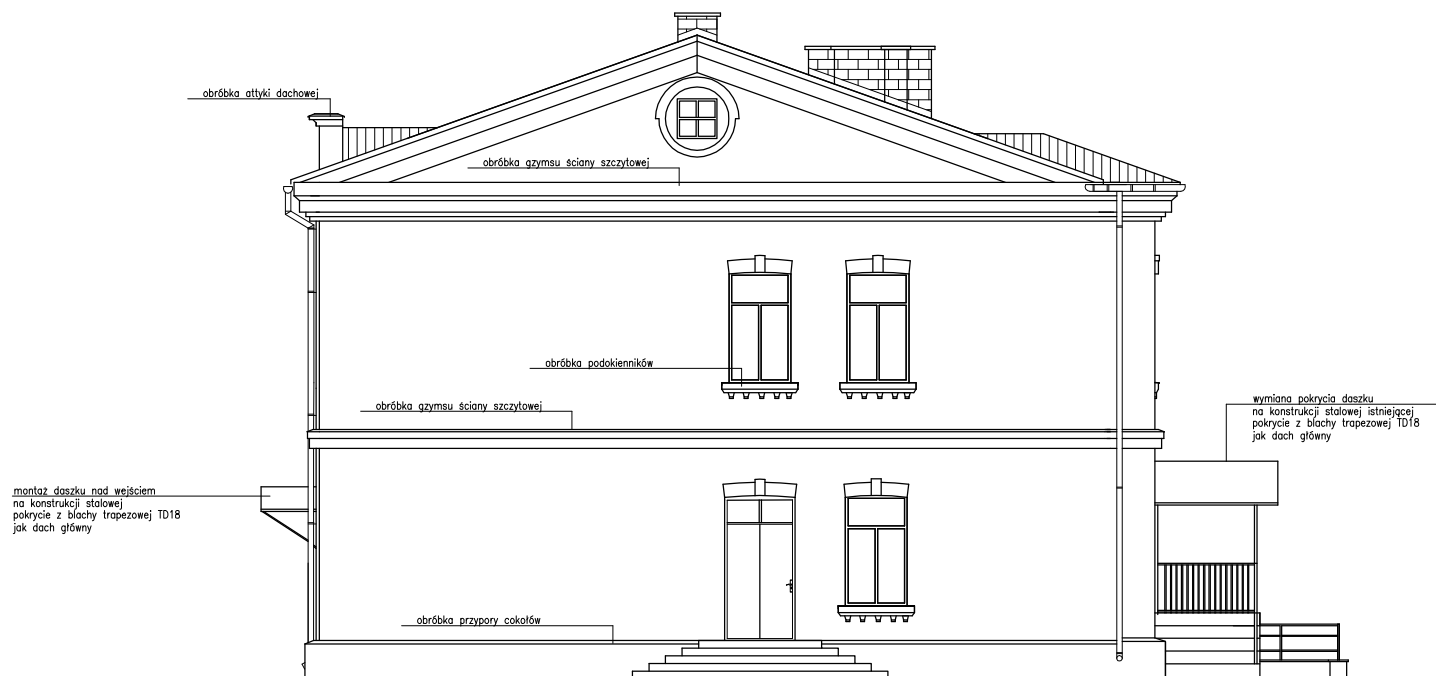 obróbka attyki dachowej
obróbka gzymsu ściany szczytowej
obróbka podokienników
obróbka gzymsu ściany szczytowej
wymiana pokrycia daszku
na konstrukcji stalowej istniejącej
pokrycie z blachy trapezowej TD18
jak dach główny
montaż daszku nad wejściem
na konstrukcji stalowej
pokrycie z blachy trapezowej TD18
jak dach główny
obróbka przypory cokołów